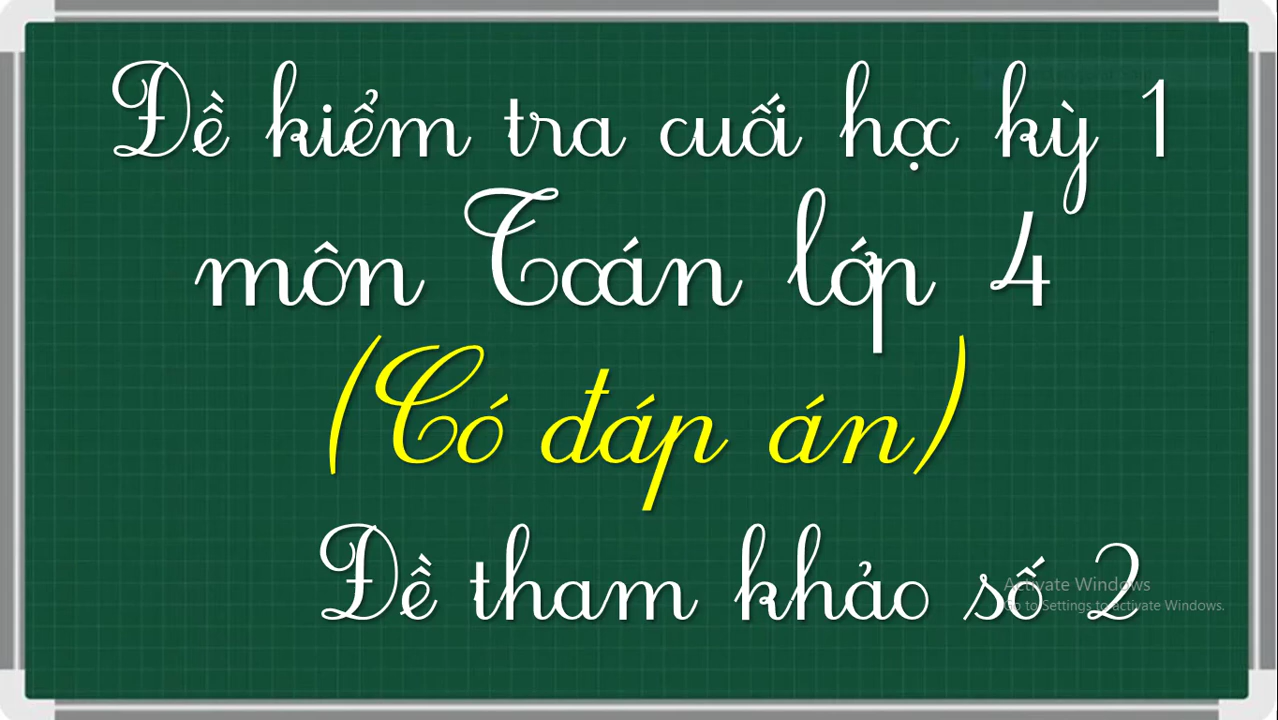 Đề kiểm tra cuối học kỳ 1
môn Toán lớp 4
(Có đáp án)
Đề tham khảo số 2
Activate Windows
Go to Settings to activate Windows.